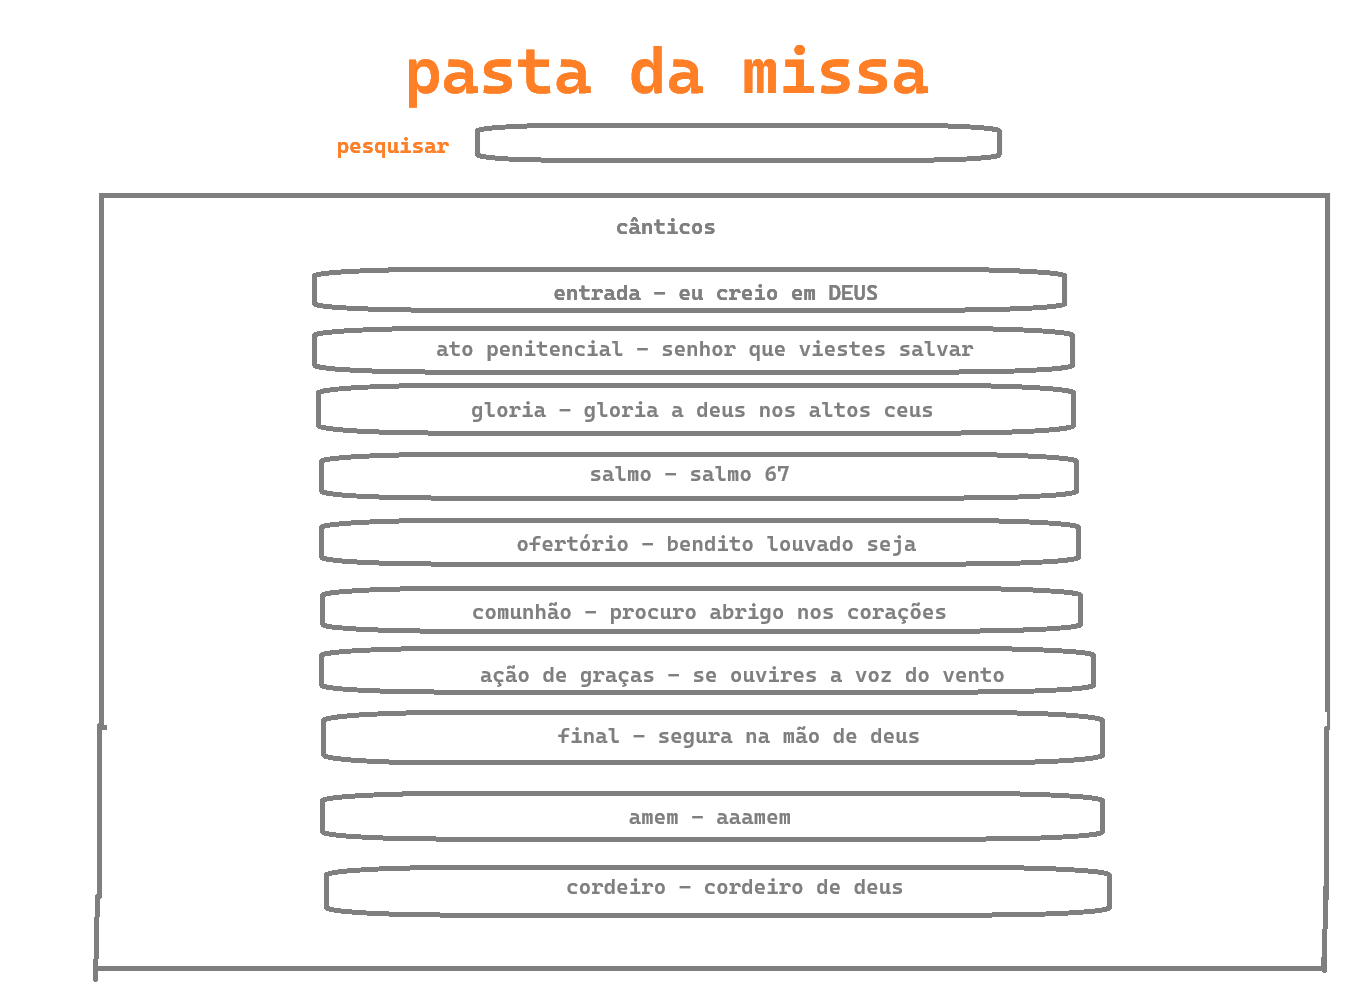 pasta da missa
pesquisar
cânticos
entrada - eu creio em DEUS
ato penitencial - senhor que viestes salvar
gloria - gloria a deus nos altos ceus
salmo - salmo 67
ofertório - bendito louvado seja
comunhão - procuro abrigo nos corações
ação de graças - se ouvires a voz do vento
final - segura na mão de deus
amem - aaamem
cordeiro - cordeiro de deus